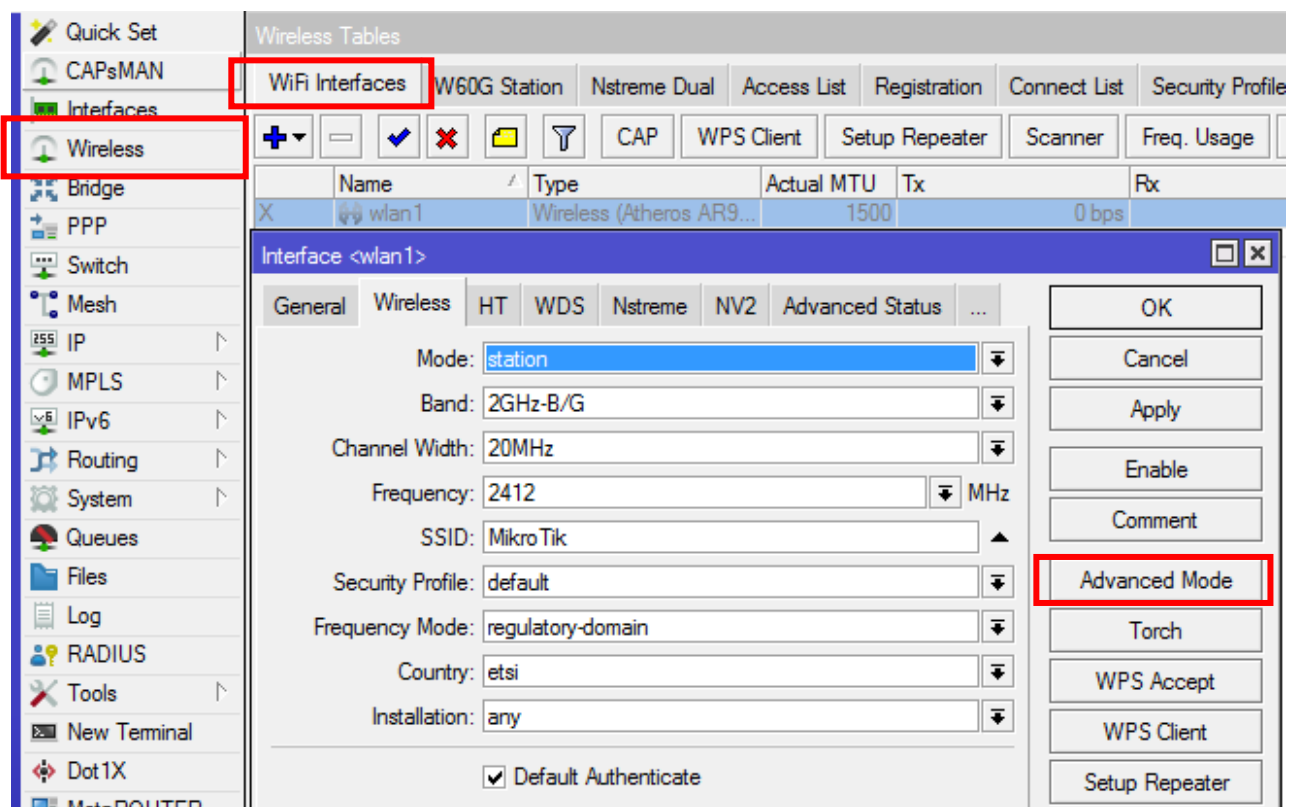 Quick Set
CAPsMAN
Interfaces
Wireless
Bridge
PPP
Switch
Mesh
IP
MPLS
IPv6
Routing
System
Queues
Files
Log
RADIUS
Tools
New Terminal
Dot1X
MetaROUTER
Wireless Tables
WiFi Interfaces W60G Station Nstreme Dual Access List Registration Connect List Security Profile
CAP WPS Client Setup Repeater Scanner Freq. Usage
Name Type Actual MTU Tx Rx
X wlan1 Wireless (Atheros AR9... 1500 0 bps
Interface <wlan1>
General Wireless HT WDS Nstreme NV2 Advanced Status ...
Mode: station
Band: 2GHz-B/G
Channel Width: 20MHz
Frequency: 2412 MHz
SSID: MikroTik
Security Profile: default
Frequency Mode: regulatory-domain
Country: etsi
Installation: any
Default Authenticate
OK
Cancel
Apply
Enable
Comment
Advanced Mode
Torch
WPS Accept
WPS Client
Setup Repeater